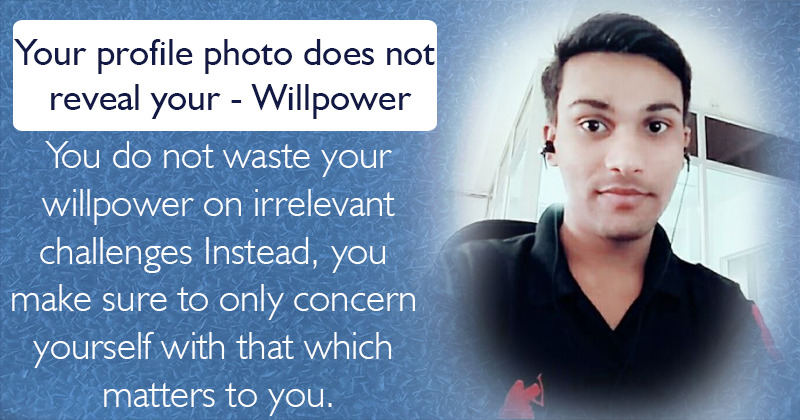 Your profile photo does not
reveal your - Willpower
You do not waste your
willpower on irrelevant
challenges Instead, you
make sure to only concern
yourself with that which
matters to you.